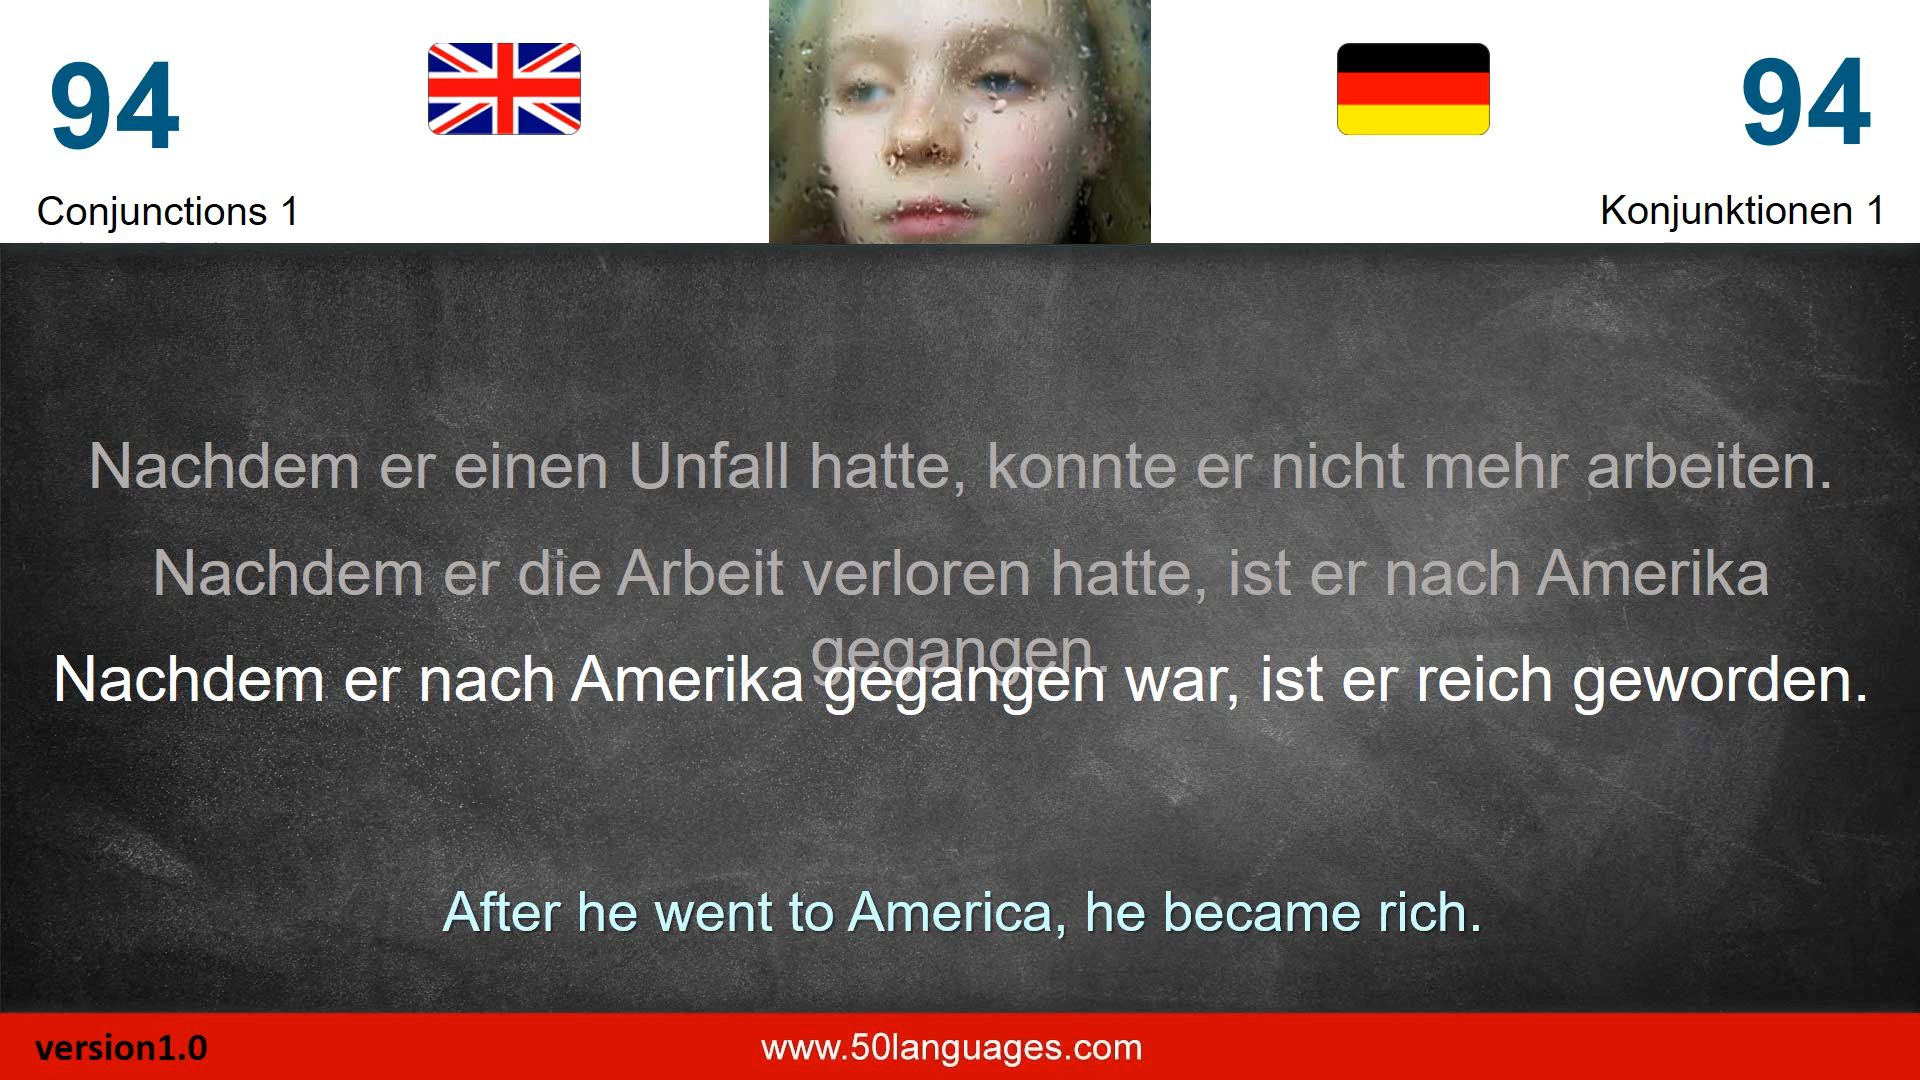 94
94
Conjunctions 1
Konjunktionen 1
Nachdem er einen Unfall hatte, konnte er nicht mehr arbeiten.
Nachdem er die Arbeit verloren hatte, ist er nach Amerika
gegangen.
Nachdem er nach Amerika gegangen war, ist er reich geworden.
After he went to America, he became rich.
version1.0
www.50languages.com